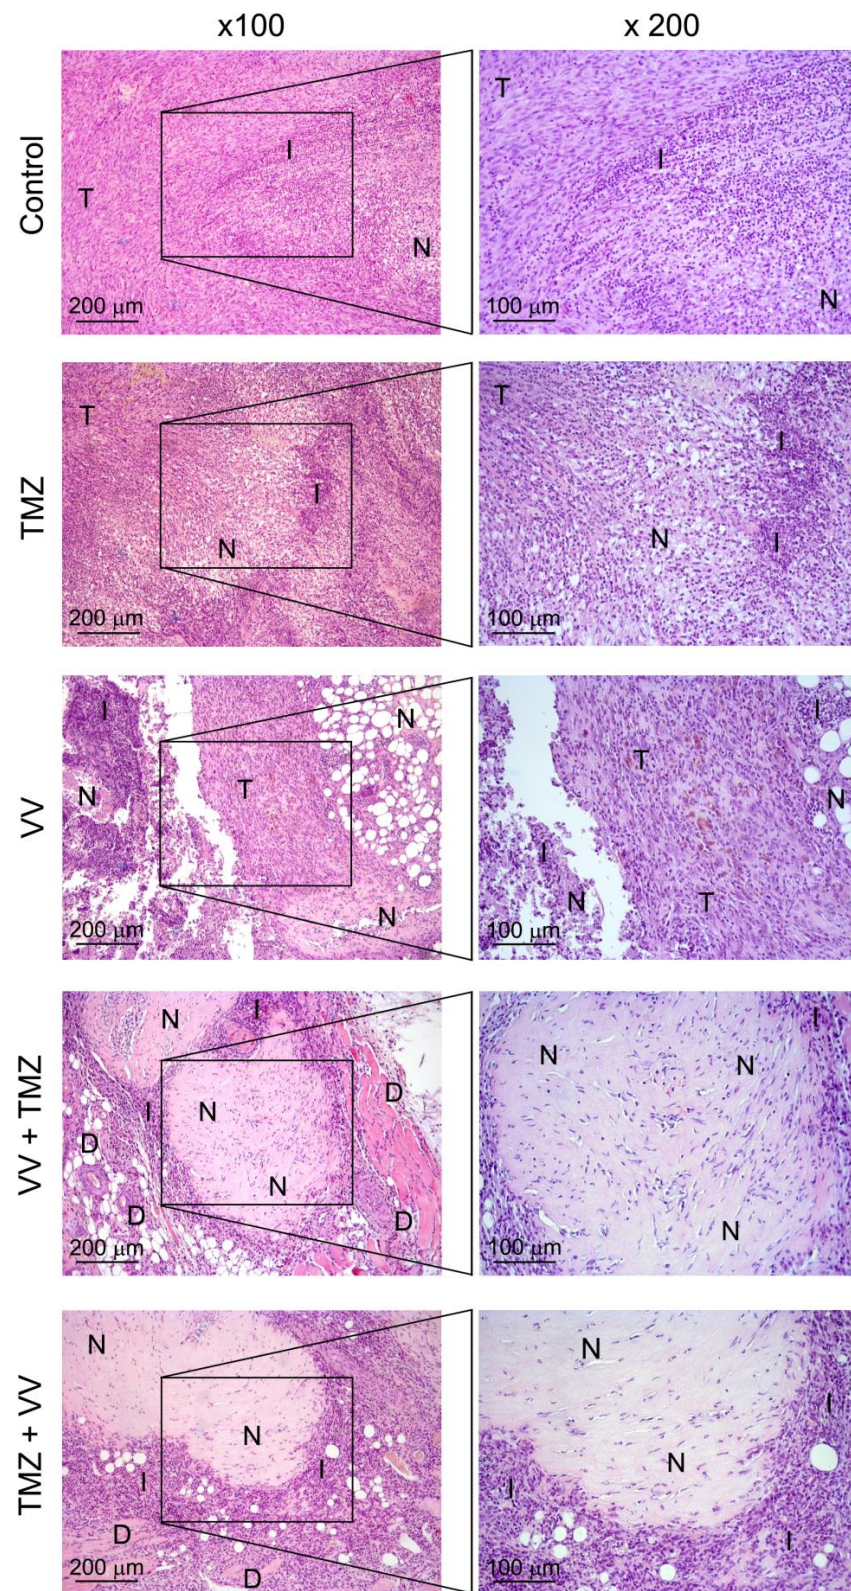 x100 x 200
Control
T I N 200 μm
T I N 100 μm
TMZ
T I N 200 μm
T I I N 100 μm
VV
I N T N N 200 μm
I T N I N T 100 μm
VV + TMZ
N I N I D D N D D 200 μm
I N N N 100 μm
TMZ + VV
N N I I D D 200 μm
N I N I I 100 μm